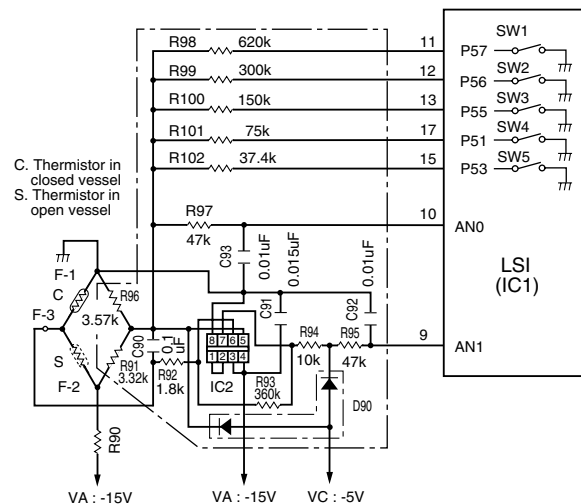 R98 620k 11 P57 SW1
R99 300k 12 P56 SW2
R100 150k 13 P55 SW3
R101 75k 17 P51 SW4
R102 37.4k 15 P53 SW5
C. Thermistor in
closed vessel
S. Thermistor in
open vessel
R97 47k 10 AN0
LSI
(IC1)
C93 0.01uF
0.015uF C91
C92 0.01uF
9 AN1
F-1
C
R96
F-3
3.57k
S
R91
3.32k
F-2
C90 0.1
uF
R92
1.8k
8 7 6 5
1 2 3 4
IC2
R94
10k
R95
47k
R93
360k
D90
R90
VA : -15V
VA : -15V
VC : -5V